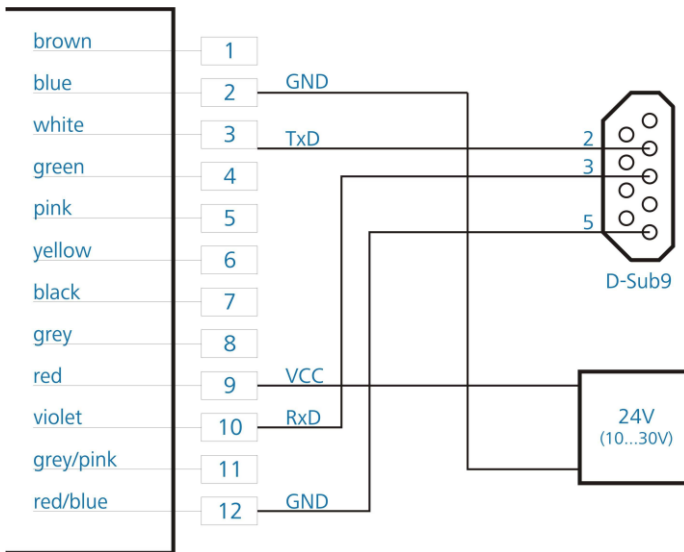 brown 1
blue 2 GND
white 3 TxD 2
green 4 3
pink 5 5
yellow 6
black 7 D-Sub9
grey 8
red 9 VCC
violet 10 RxD 24V
(10...30V)
grey/pink 11
red/blue 12 GND